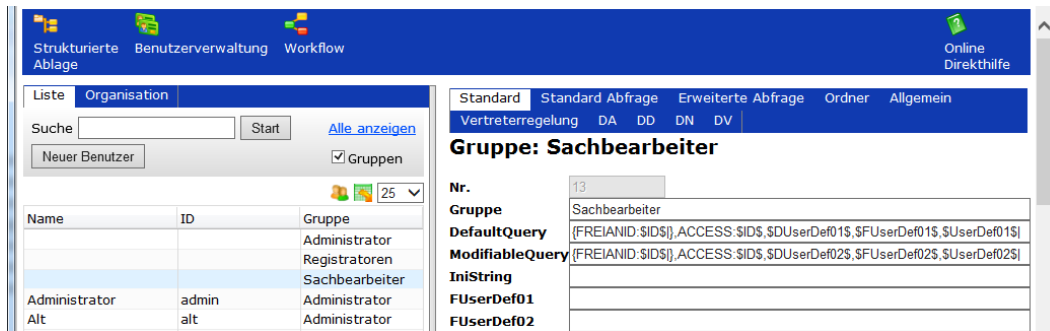 Strukturierte Ablage
Benutzerverwaltung
Workflow
Online Direkthilfe
Liste Organisation
Suche Start Alle anzeigen
Neuer Benutzer Gruppen
25
Name ID Gruppe
Administrator
Registratoren
Sachbearbeiter
Administrator admin Administrator
Alt alt Administrator
Standard Standard Abfrage Erweiterte Abfrage Ordner Allgemein
Vertreterregelung DA DD DN DV
Gruppe: Sachbearbeiter
Nr. 13
Gruppe Sachbearbeiter
DefaultQuery {FREIANID:$ID$|},ACCESS:$ID$,$DUserDef01$,$FUserDef01$,$UserDef01$|
ModifiableQuery {FREIANID:$ID$|},ACCESS:$ID$,$DUserDef02$,$FUserDef02$,$UserDef02$|
IniString
FUserDef01
FUserDef02